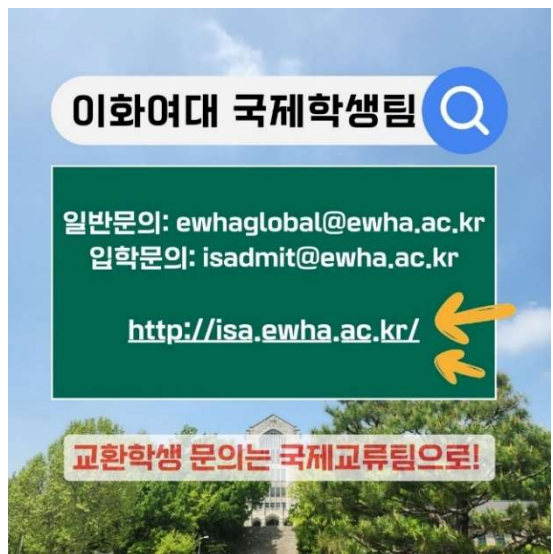 이화여대 국제학생팀
일반문의: ewhaglobal@ewha.ac.kr
입학문의: isadmit@ewha.ac.kr
http://isa.ewha.ac.kr/
교환학생 문의는 국제교류팀으로!